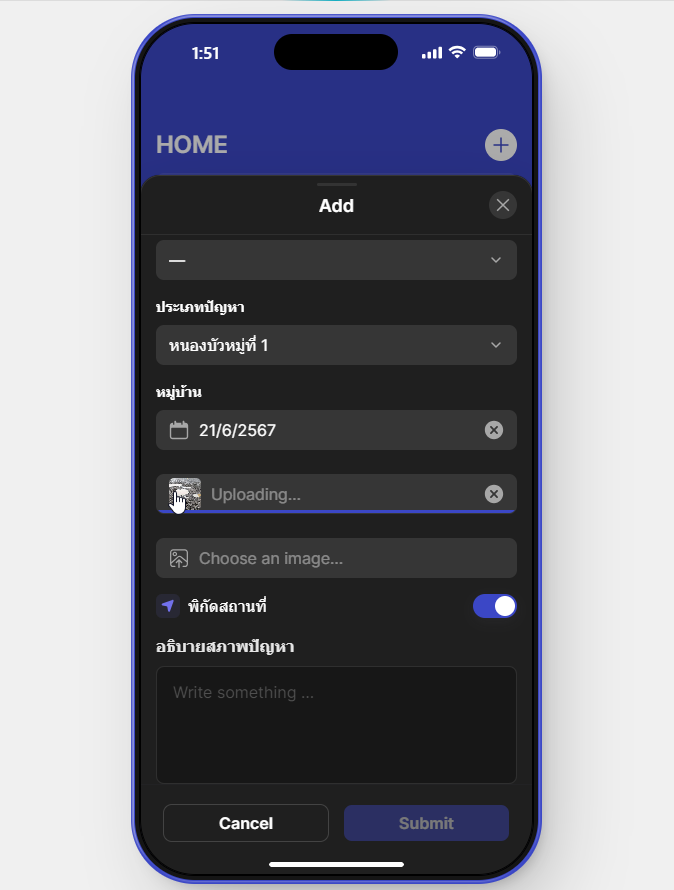 1:51
HOME
Add
—
ประเภทปัญหา
หนองบัวหมู่ที่ 1
หมู่บ้าน
21/6/2567
Uploading...
Choose an image...
พิกัดสถานที่
อธิบายสภาพปัญหา
Write something ...
Cancel
Submit